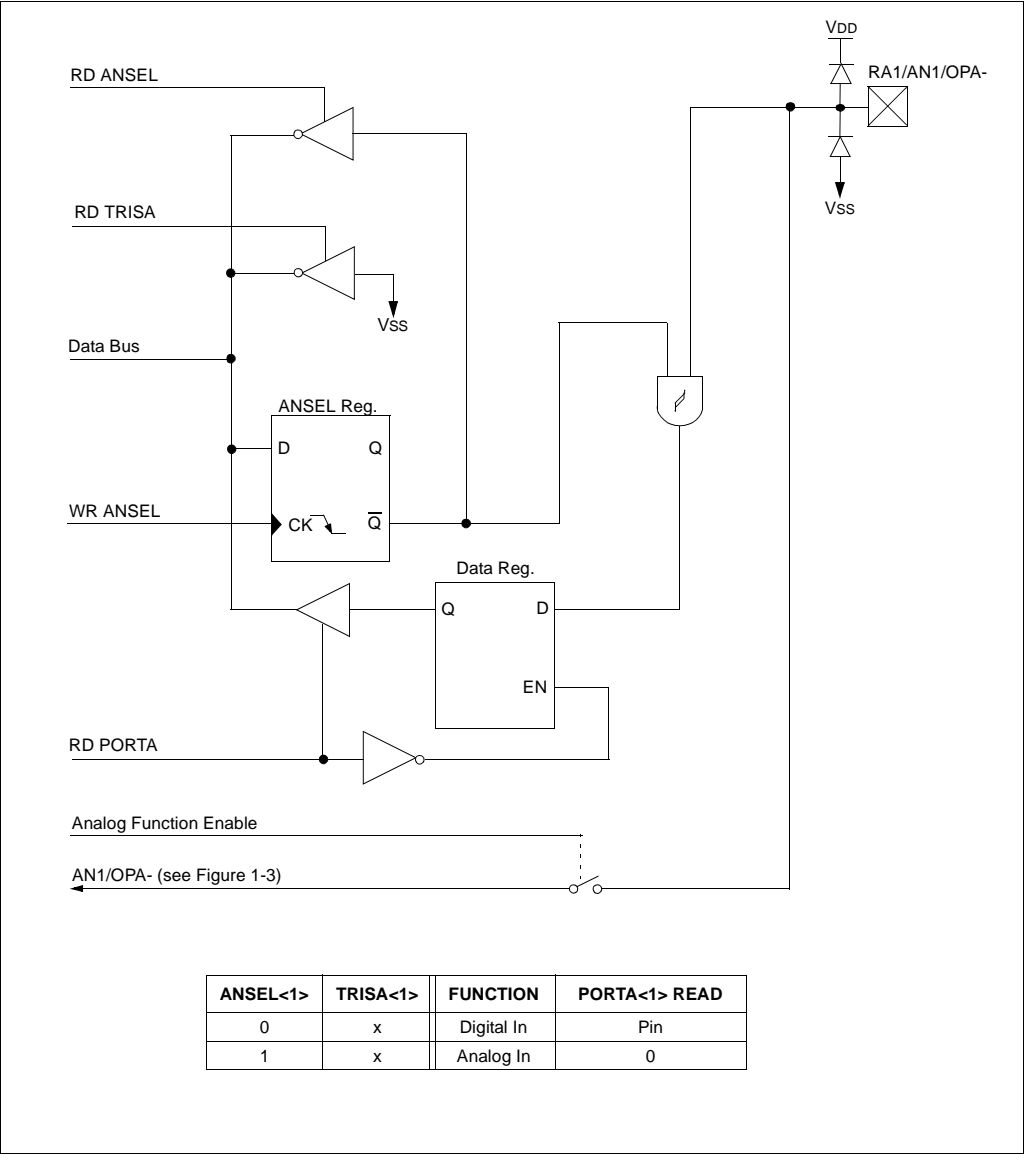 VDD
RD ANSEL
RA1/AN1/OPA-
RD TRISA
VSS
VSS
Data Bus
ANSEL Reg.
D Q
WR ANSEL
CK Q̅
Data Reg.
Q D
EN
RD PORTA
Analog Function Enable
AN1/OPA- (see Figure 1-3)
ANSEL<1> TRISA<1> FUNCTION PORTA<1> READ
0 x Digital In Pin
1 x Analog In 0